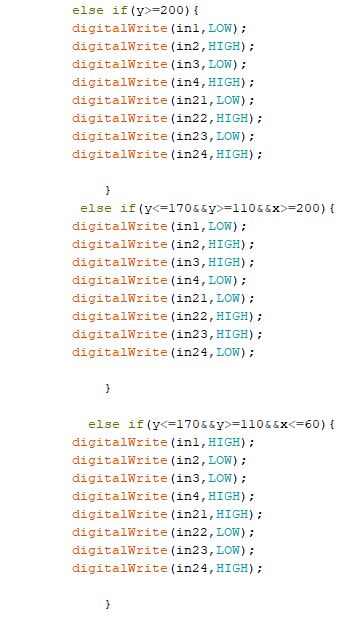 else if(y>=200){
digitalWrite(in1,LOW);
digitalWrite(in2,HIGH);
digitalWrite(in3,LOW);
digitalWrite(in4,HIGH);
digitalWrite(in21,LOW);
digitalWrite(in22,HIGH);
digitalWrite(in23,LOW);
digitalWrite(in24,HIGH);
}
else if(y<=170&&y>=110&&x>=200){
digitalWrite(in1,LOW);
digitalWrite(in2,HIGH);
digitalWrite(in3,HIGH);
digitalWrite(in4,LOW);
digitalWrite(in21,LOW);
digitalWrite(in22,HIGH);
digitalWrite(in23,HIGH);
digitalWrite(in24,LOW);
}
else if(y<=170&&y>=110&&x<=60){
digitalWrite(in1,HIGH);
digitalWrite(in2,LOW);
digitalWrite(in3,LOW);
digitalWrite(in4,HIGH);
digitalWrite(in21,HIGH);
digitalWrite(in22,LOW);
digitalWrite(in23,LOW);
digitalWrite(in24,HIGH);
}